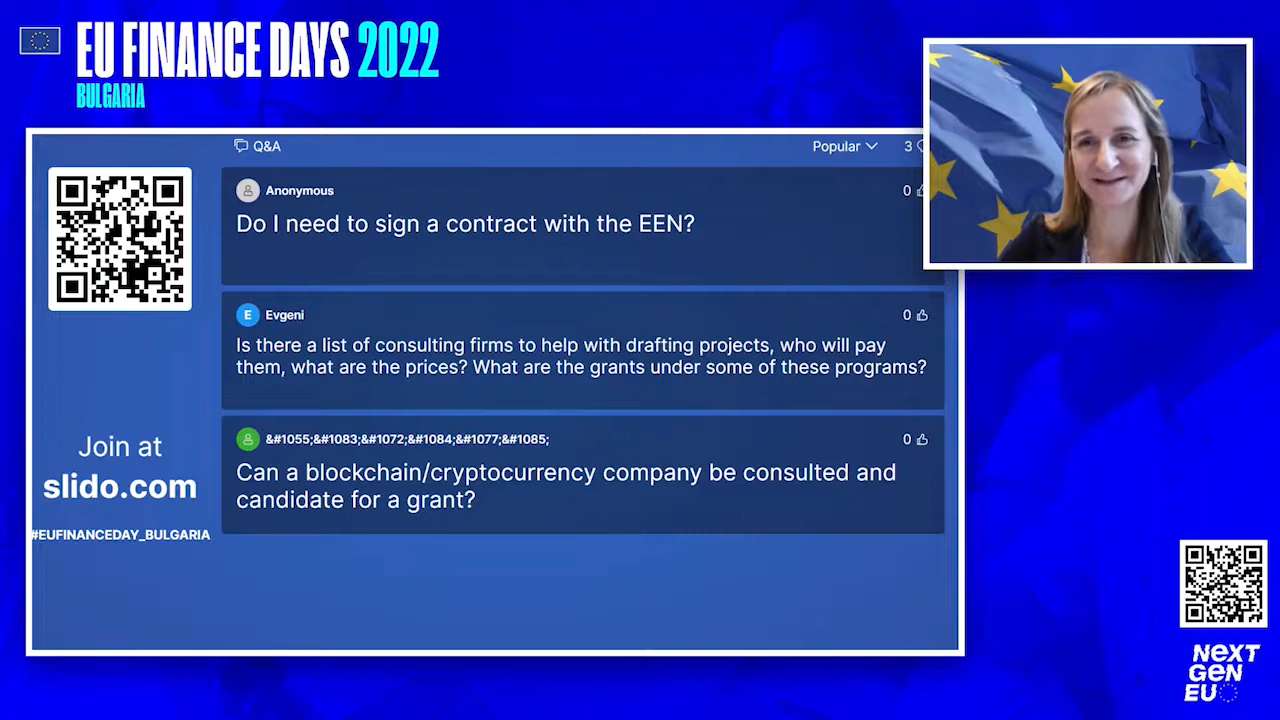 EU FINANCE DAYS 2022
BULGARIA
Q&A
Popular
3
Anonymous
0
Do I need to sign a contract with the EEN?
E
Evgeni
0
Is there a list of consulting firms to help with drafting projects, who will pay
them, what are the prices? What are the grants under some of these programs?
&#1055;&#1083;&#1072;&#1084;&#1077;&#1085;
0
Can a blockchain/cryptocurrency company be consulted and
candidate for a grant?
Join at
slido.com
#EUFINANCEDAY_BULGARIA
NEXT
GEN
EU